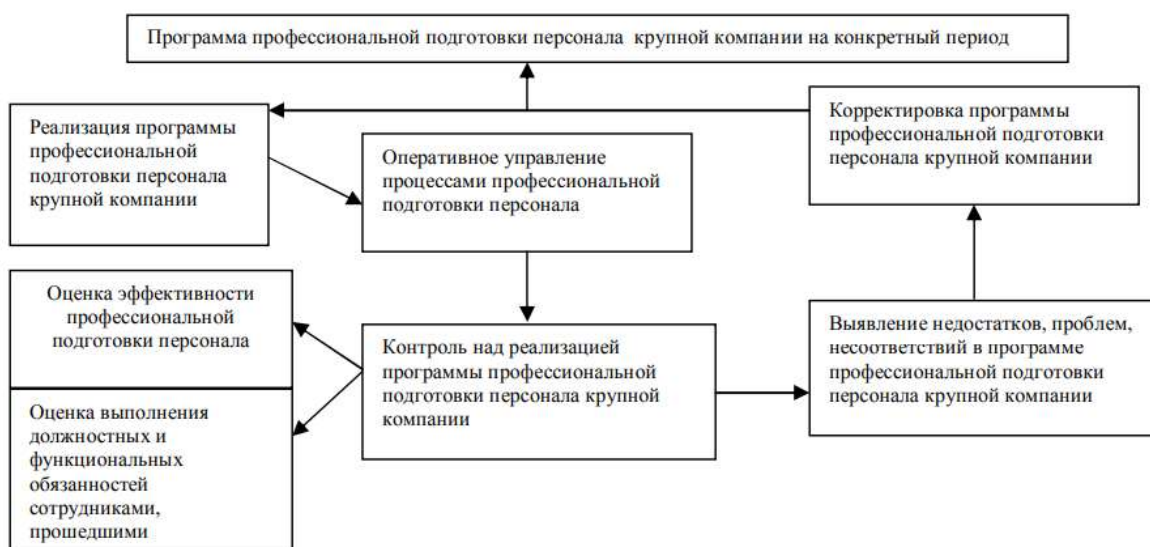 Программа профессиональной подготовки персонала крупной компании на конкретный период
Реализация программы
профессиональной
подготовки персонала
крупной компании
Оперативное управление
процессами профессиональной
подготовки персонала
Корректировка программы
профессиональной подготовки
персонала крупной компании
Оценка эффективности
профессиональной
подготовки персонала
Контроль над реализацией
программы профессиональной
подготовки персонала крупной
компании
Выявление недостатков, проблем,
несоответствий в программе
профессиональной подготовки
персонала крупной компании
Оценка выполнения
должностных и
функциональных
обязанностей
сотрудниками,
прошедшими